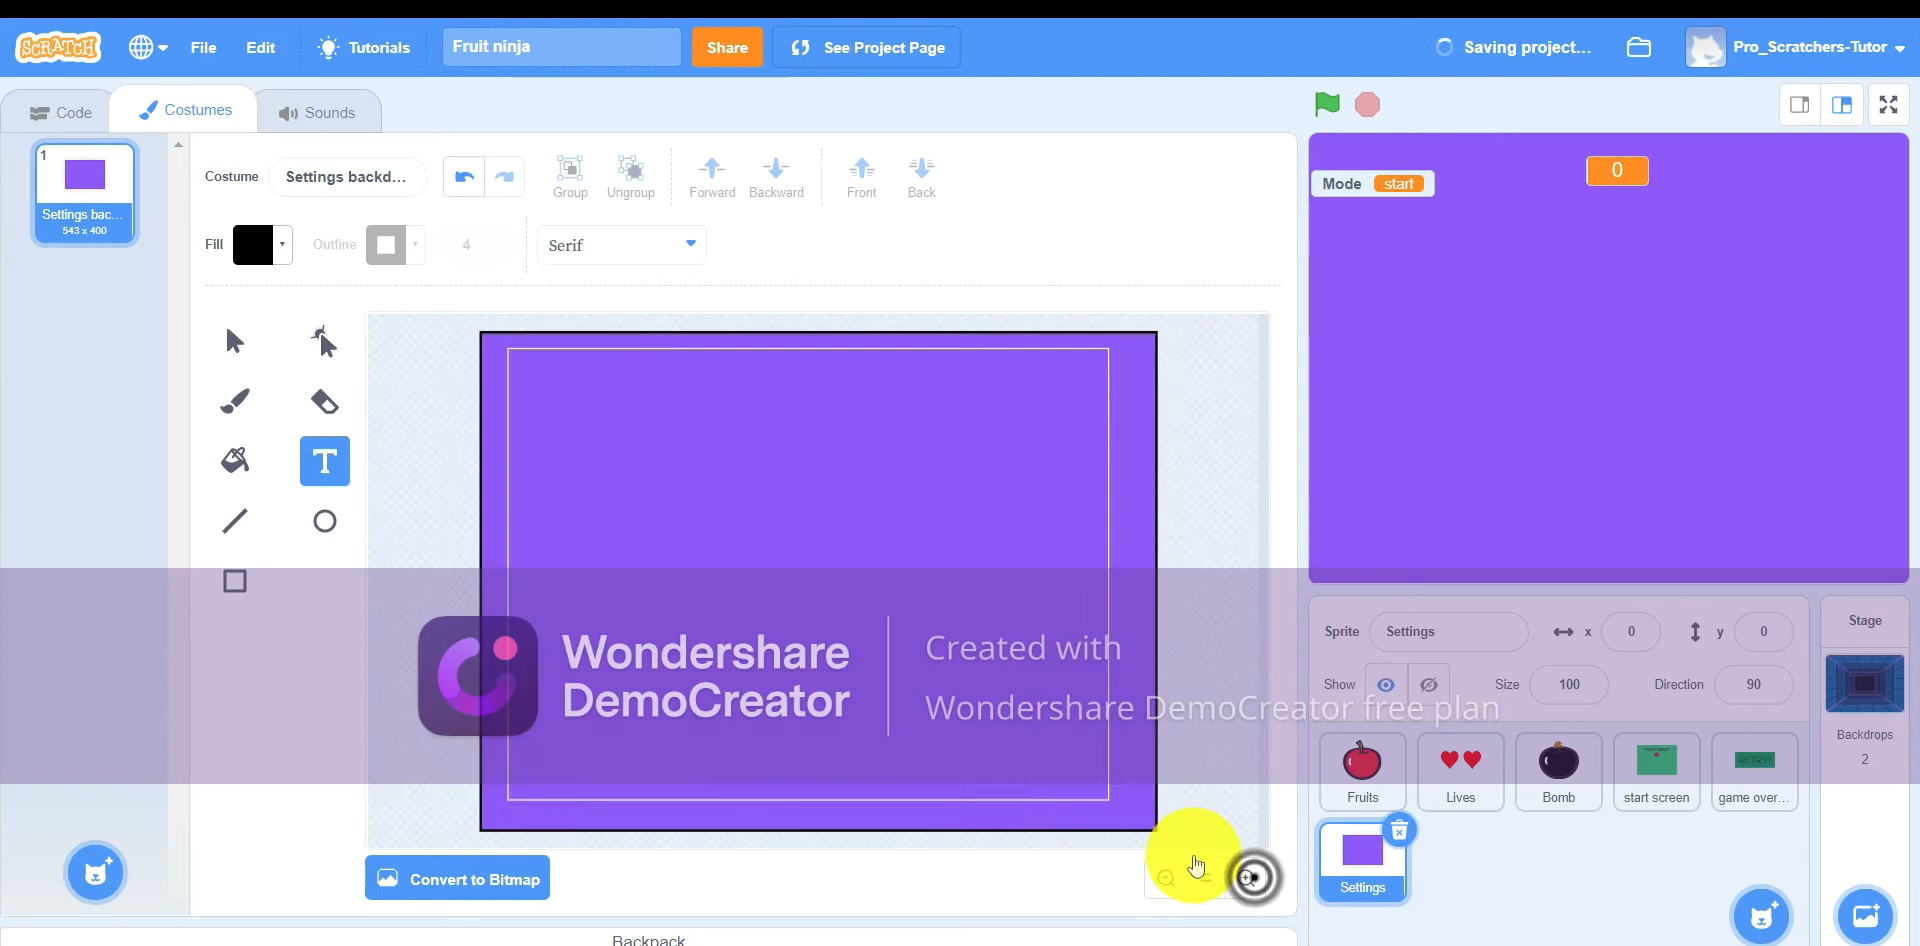 SCRATCH File Edit Tutorials Fruit ninja Share See Project Page Saving project... Pro_Scratchers-Tutor
Code Costumes Sounds
1
Settings bac...
543 x 400
Costume Settings backd... Group Ungroup Forward Backward Front Back
Fill Outline 4 Serif
T
Mode start
0
Wondershare
DemoCreator
Created with
Wondershare DemoCreator free plan
Sprite Settings x 0 y 0
Show Size 100 Direction 90
Stage
Backdrops
2
Fruits Lives Bomb start screen game over...
RETRY!
Settings
Convert to Bitmap
Backpack